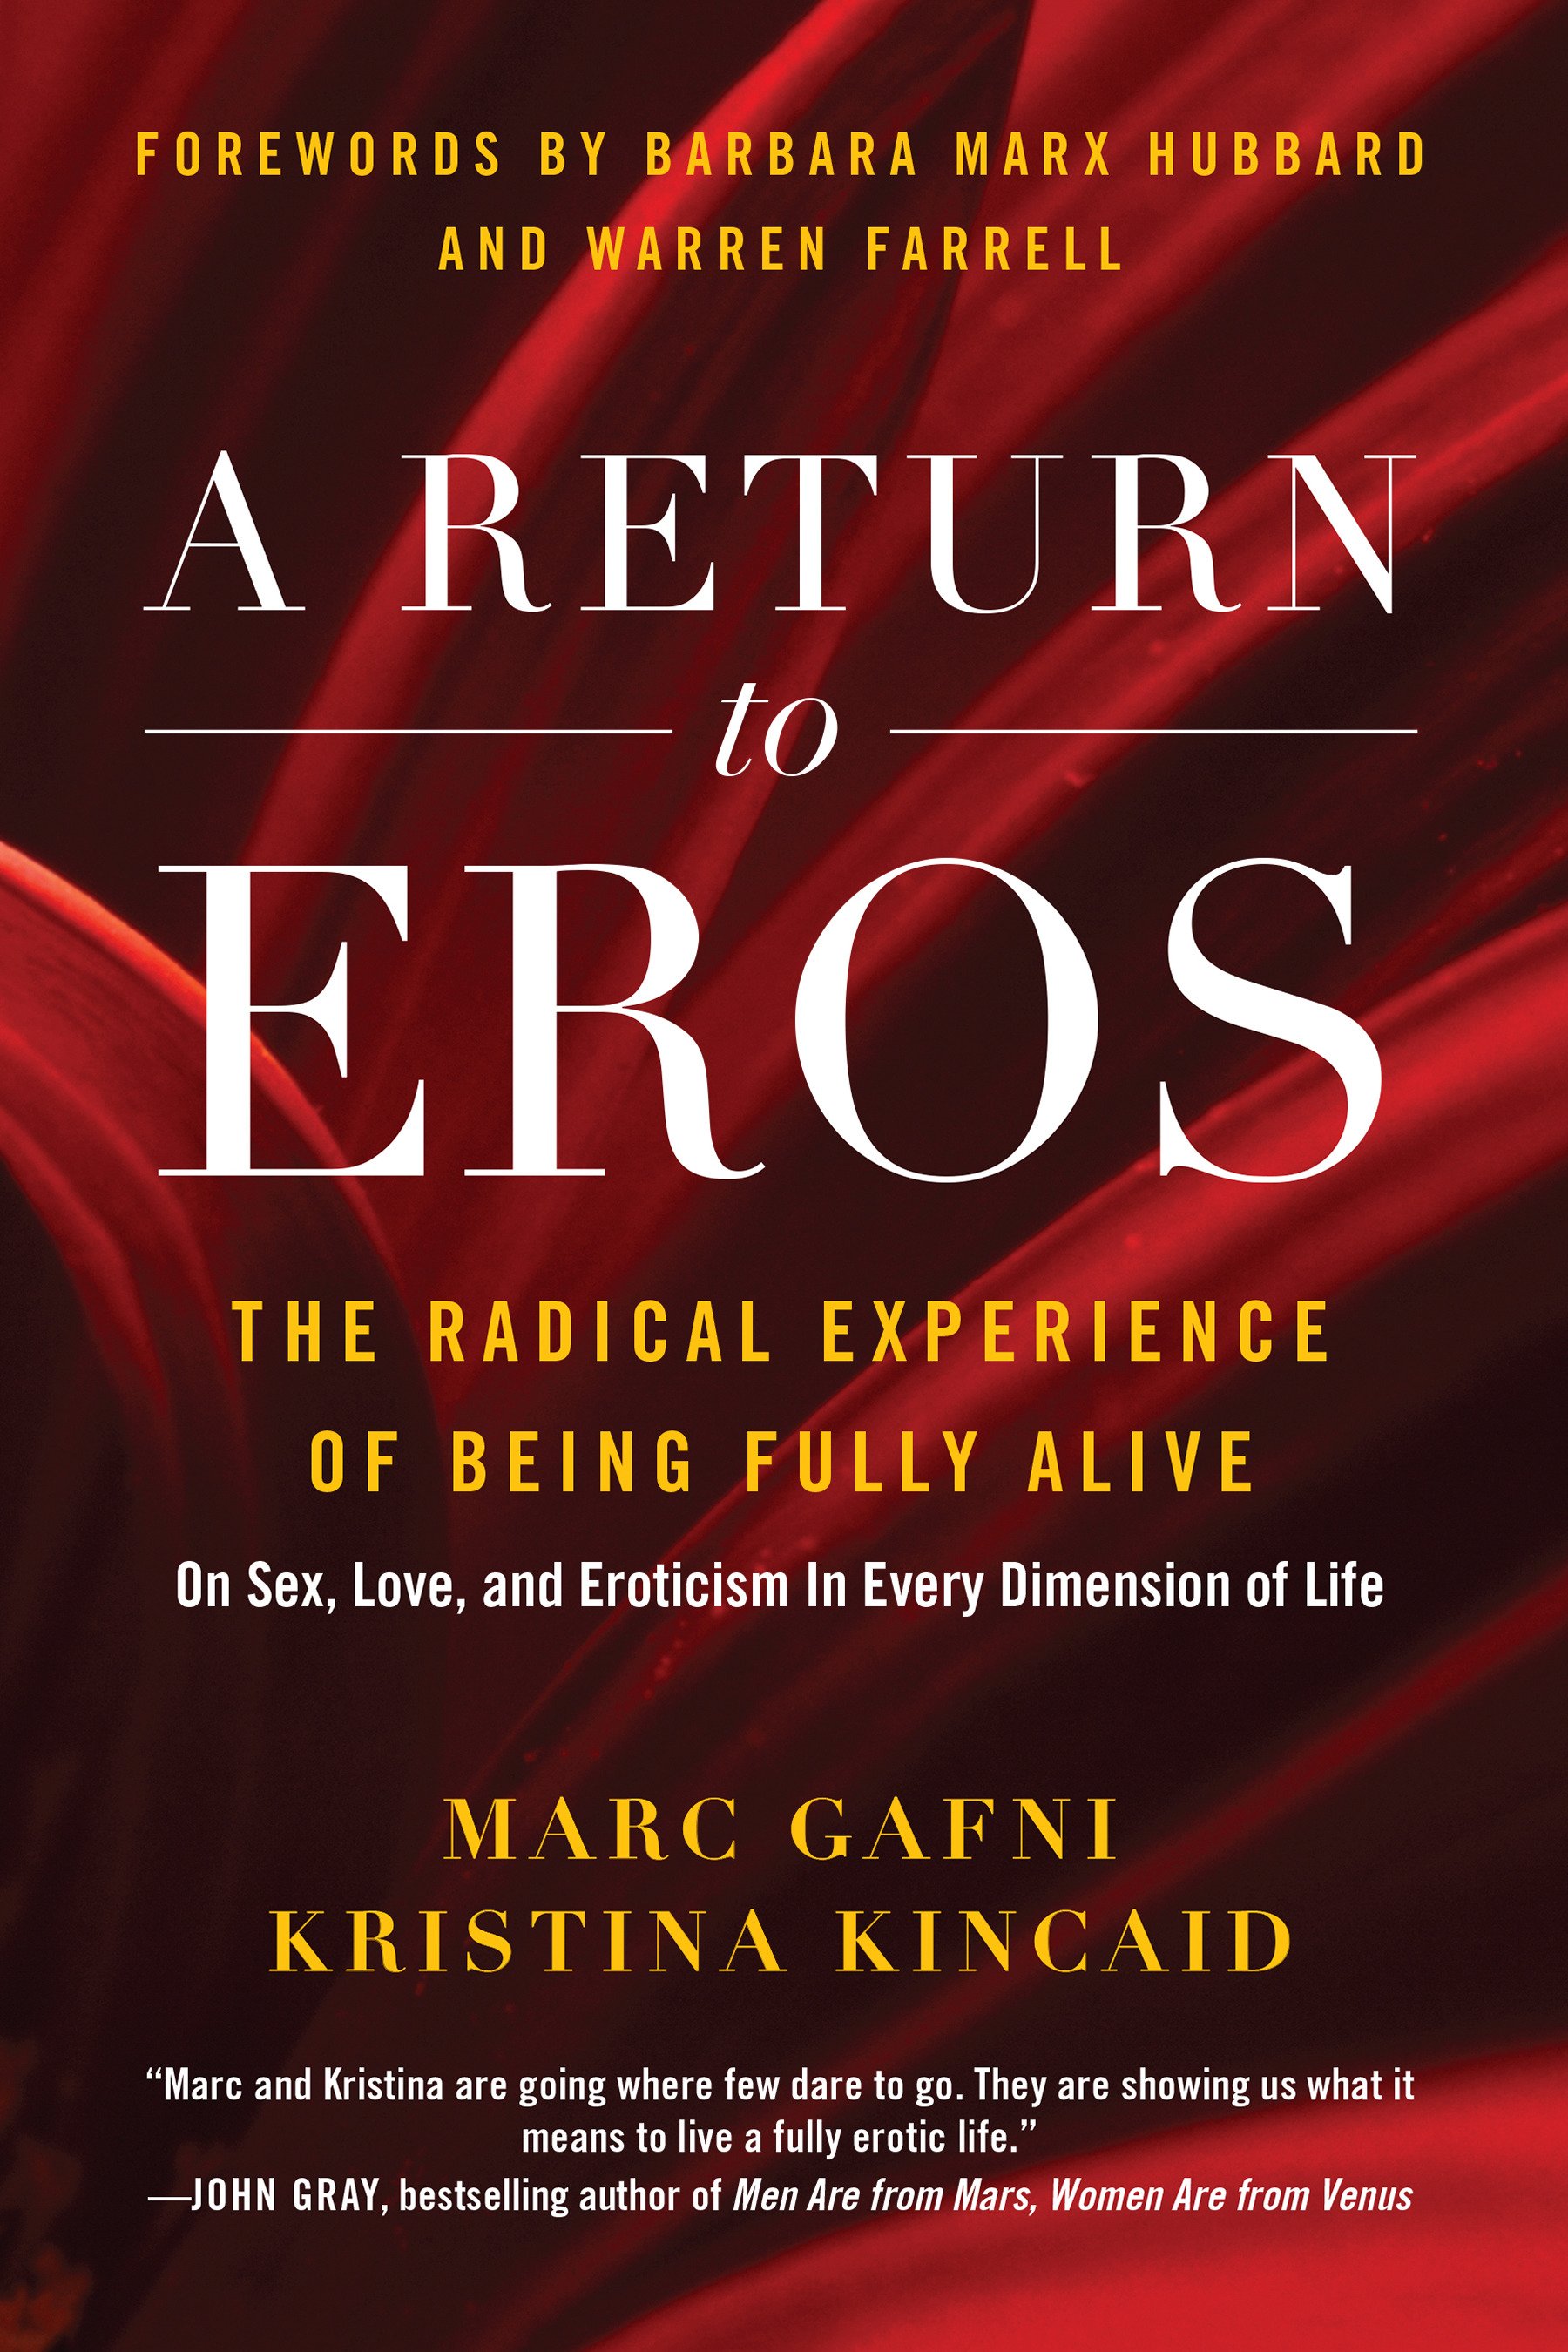 FOREWORDS BY BARBARA MARX HUBBARD
AND WARREN FARRELL
A RETURN
to
EROS
THE RADICAL EXPERIENCE
OF BEING FULLY ALIVE
On Sex, Love, and Eroticism In Every Dimension of Life
MARC GAFNI
KRISTINA KINCAID
“Marc and Kristina are going where few dare to go. They are showing us what it
means to live a fully erotic life.”
—JOHN GRAY, bestselling author of Men Are from Mars, Women Are from Venus